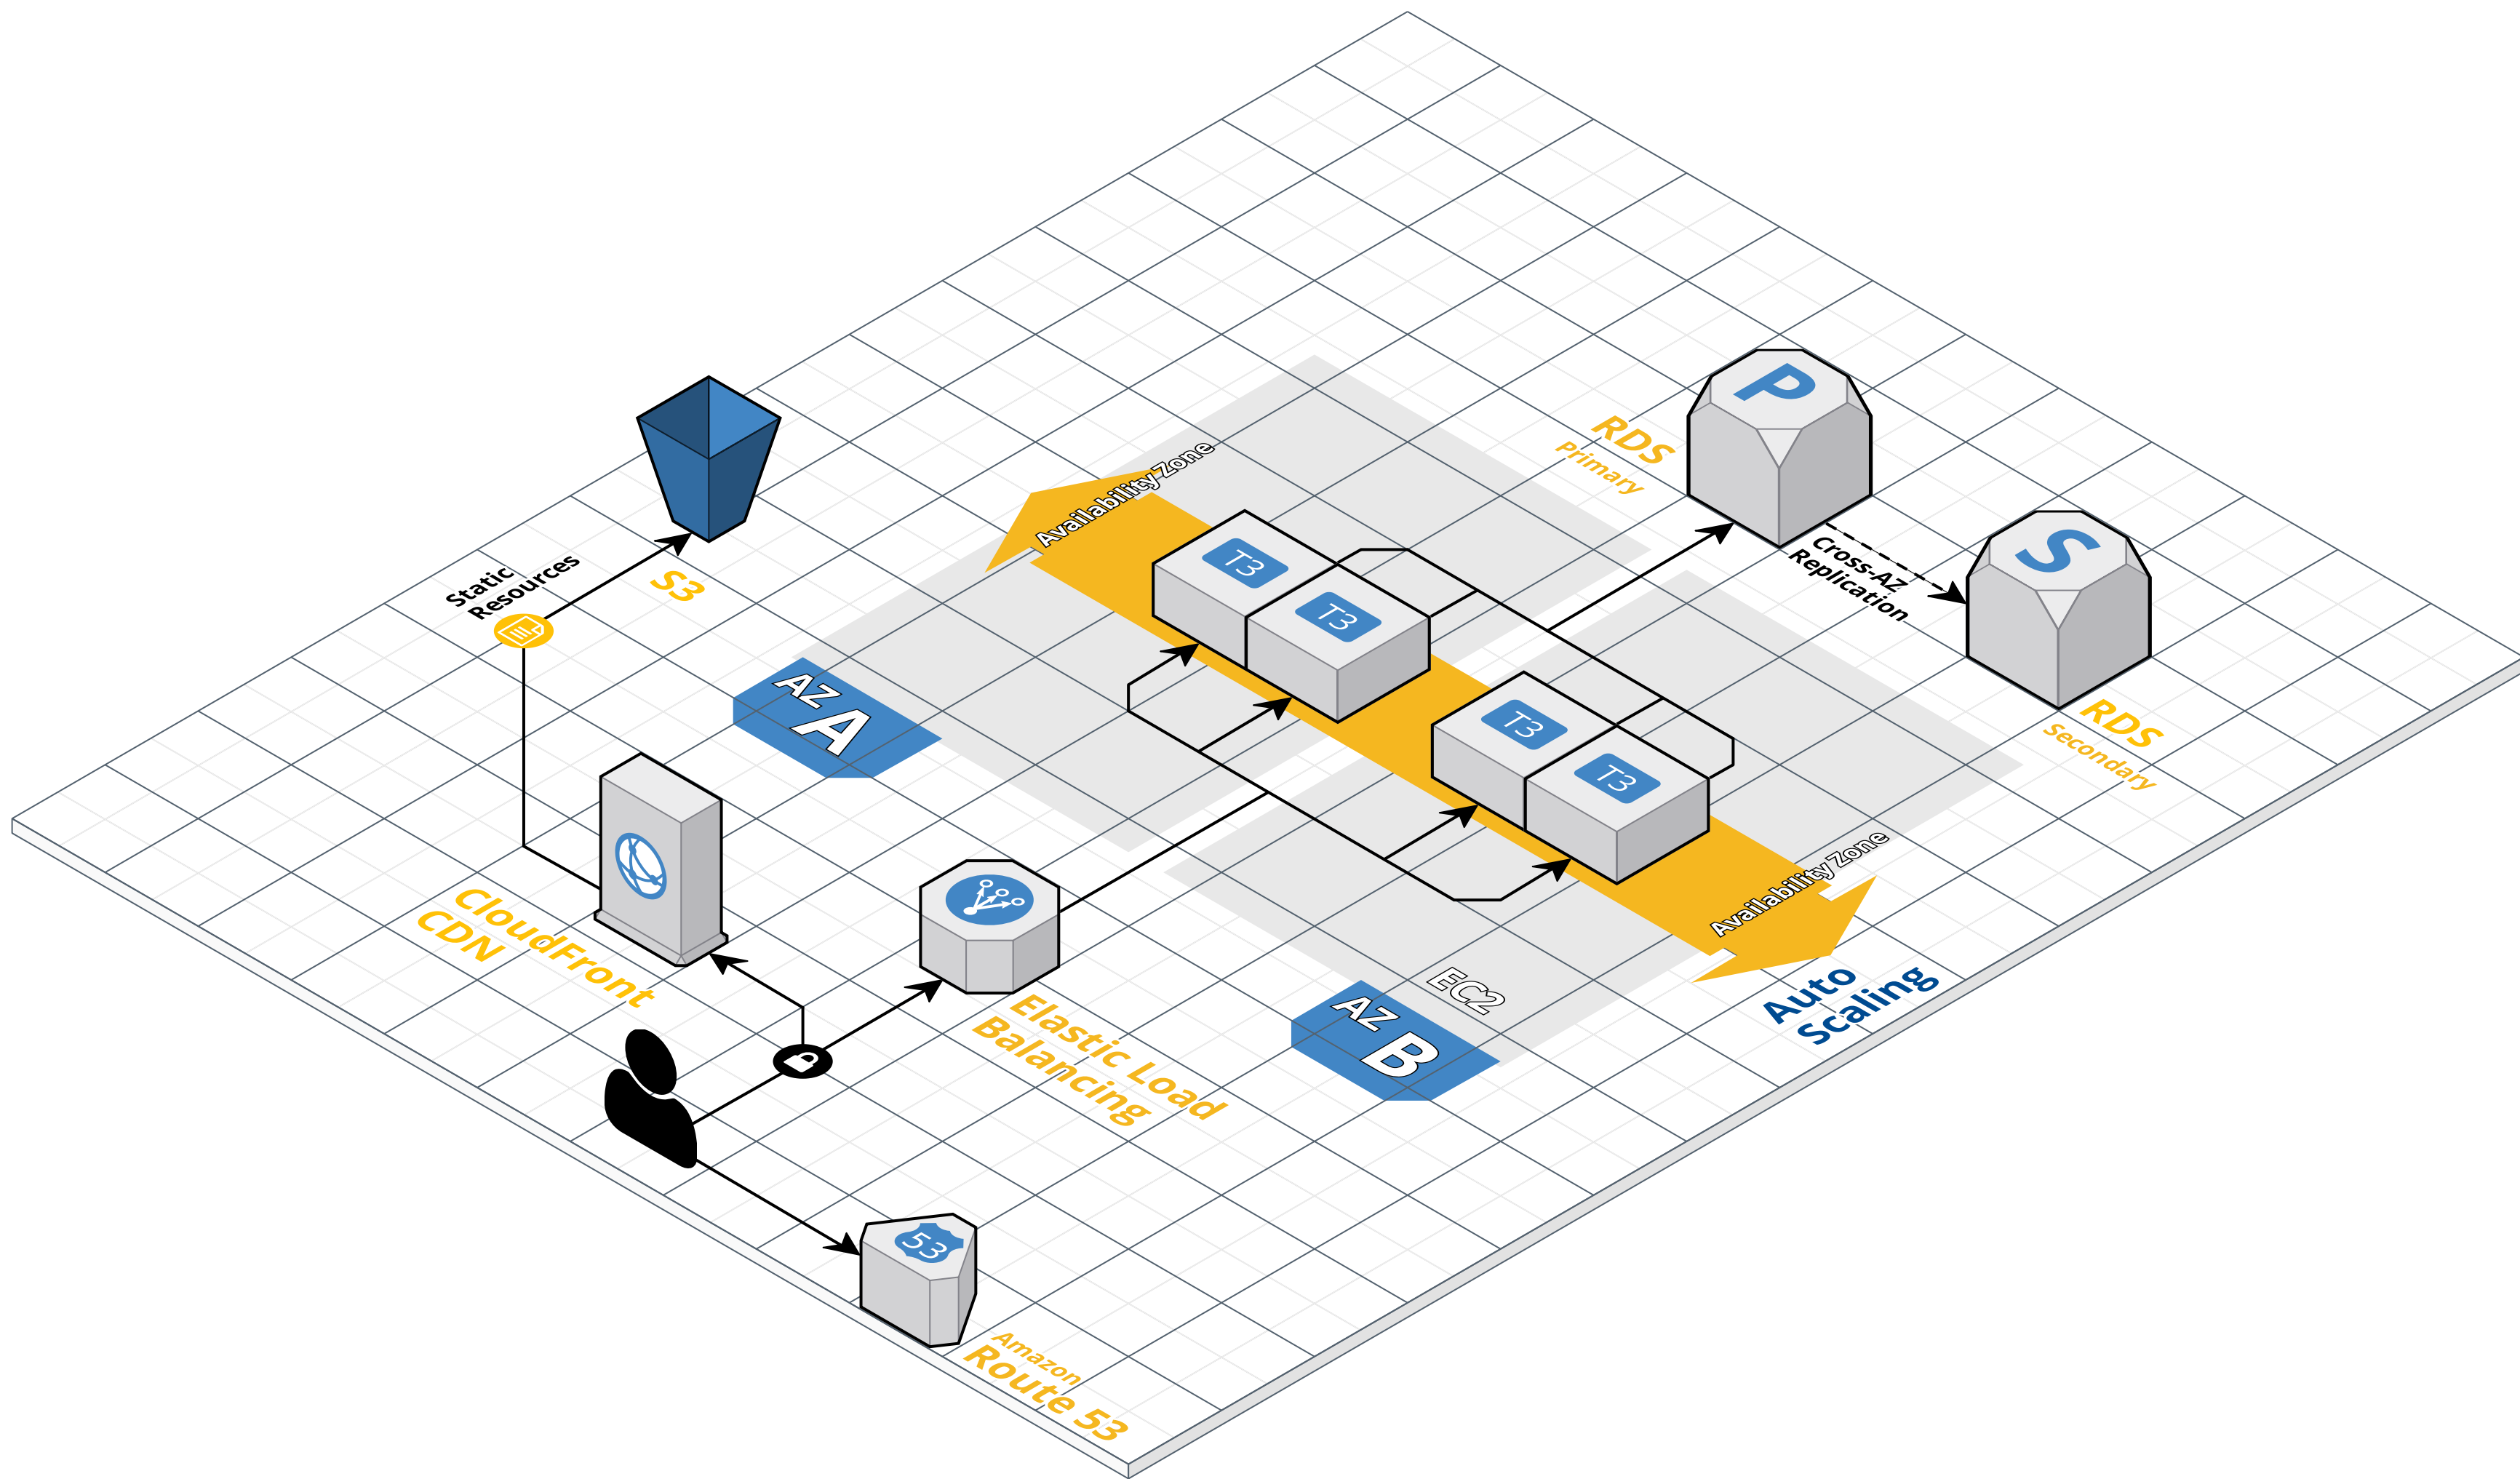 P
RDS
Primary
S
RDS
Secondary
Cross-AZ
Replication
Availability Zone
T3
T3
T3
T3
Static
Resources
S3
AZ
A
Availability Zone
CloudFront
CDN
Elastic Load
Balancing
EC2
AZ
B
Auto
Scaling
53
Amazon
Route 53